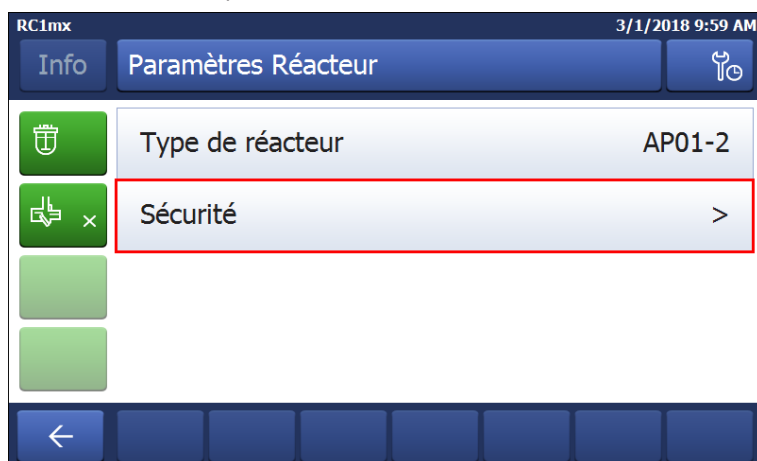 RC1mx 3/1/2018 9:59 AM
Info Paramètres Réacteur
Type de réacteur AP01-2
Sécurité >